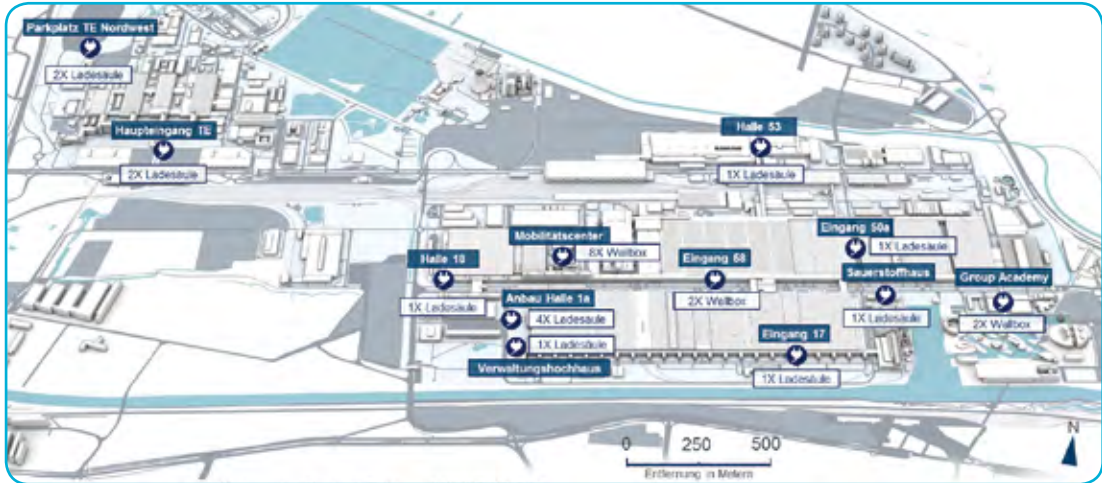 Parkplatz TE Nordwest
2X Ladesäule
Haupteingang TE
2X Ladesäule
Halle 53
1X Ladesäule
Mobilitätscenter
8X Wallbox
Eingang 50a
1X Ladesäule
Halle 18
1X Ladesäule
Eingang 58
2X Wallbox
Sauerstoffhaus
1X Ladesäule
Group Academy
2X Wallbox
Anbau Halle 1a
4X Ladesäule
1X Ladesäule
Verwaltungshochhaus
Eingang 17
1X Ladesäule
0 250 500
Entfernung in Metern
N